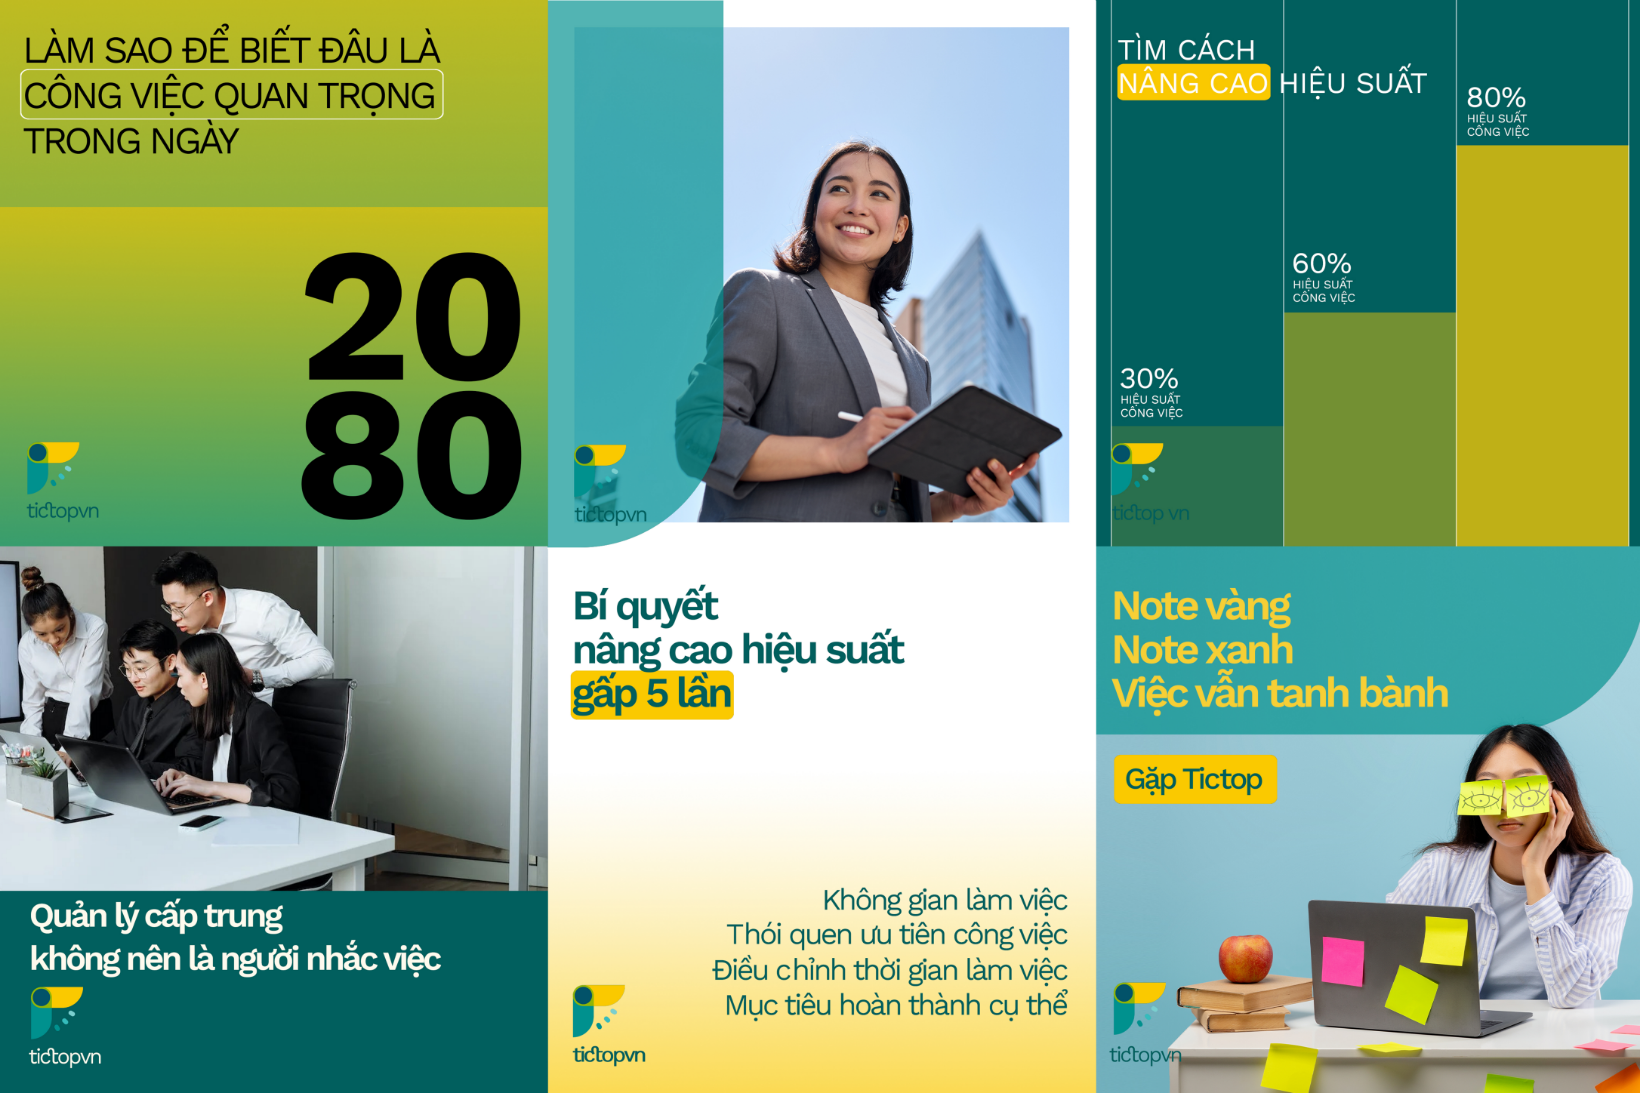 LÀM SAO ĐỂ BIẾT ĐÂU LÀ
CÔNG VIỆC QUAN TRỌNG
TRONG NGÀY
20
80
tictopvn
tictopvn
TÌM CÁCH
NÂNG CAO HIỆU SUẤT
80%
HIỆU SUẤT
CÔNG VIỆC
60%
HIỆU SUẤT
CÔNG VIỆC
30%
HIỆU SUẤT
CÔNG VIỆC
tictop vn
Quản lý cấp trung
không nên là người nhắc việc
tictopvn
Bí quyết
nâng cao hiệu suất
gấp 5 lần
Không gian làm việc
Thói quen ưu tiên công việc
Điều chỉnh thời gian làm việc
Mục tiêu hoàn thành cụ thể
tictopvn
Note vàng
Note xanh
Việc vẫn tanh bành
Gặp Tictop
tictopvn